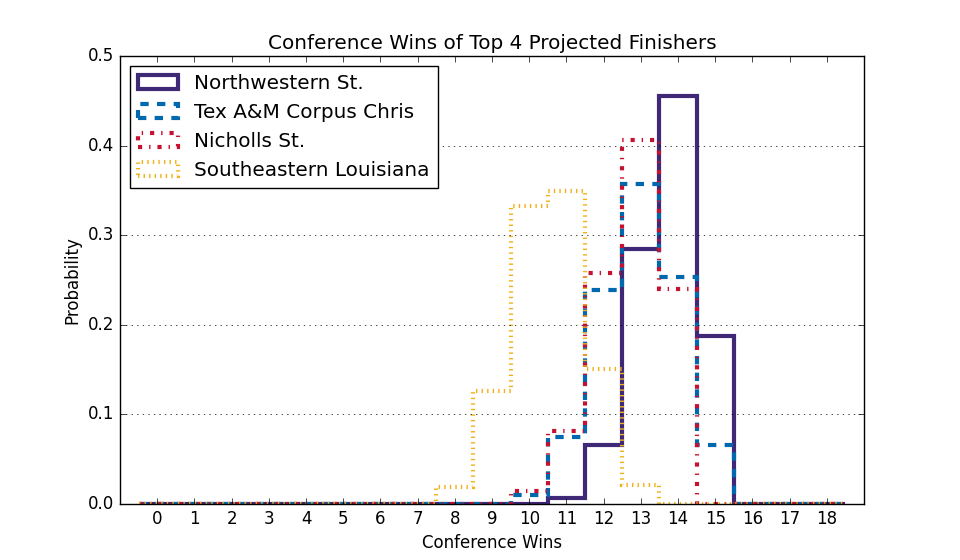 Conference Wins of Top 4 Projected Finishers
Northwestern St.
Tex A&M Corpus Chris
Nicholls St.
Southeastern Louisiana
Probability
0.5
0.4
0.3
0.2
0.1
0.0
0 1 2 3 4 5 6 7 8 9 10 11 12 13 14 15 16 17 18
Conference Wins